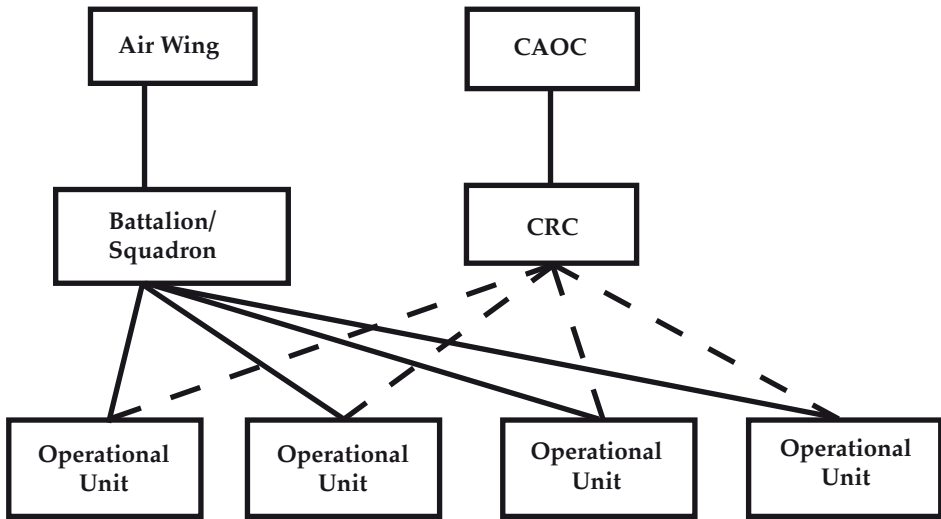 Air Wing
CAOC
Battalion/
Squadron
CRC
Operational
Unit
Operational
Unit
Operational
Unit
Operational
Unit